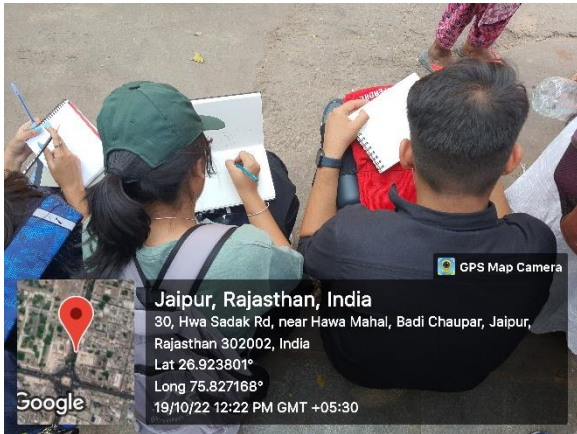 GPS Map Camera
Jaipur, Rajasthan, India
30, Hwa Sadak Rd, near Hawa Mahal, Badi Chaupar, Jaipur,
Rajasthan 302002, India
Lat 26.923801°
Long 75.827168°
19/10/22 12:22 PM GMT +05:30
Google